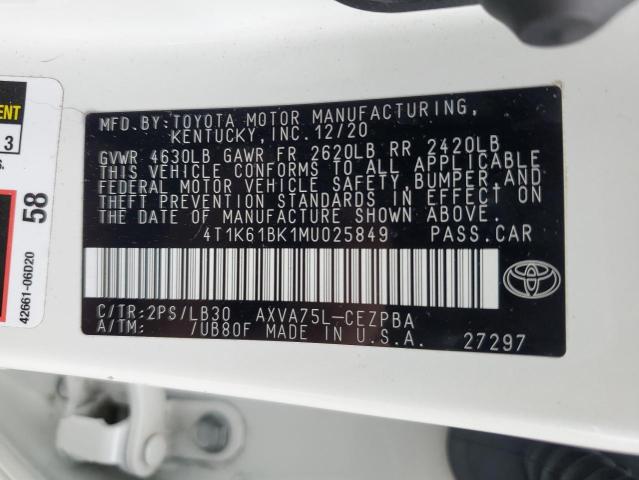 MFD.BY:TOYOTA MOTOR MANUFACTURING,
KENTUCKY,INC.12/20
GVWR 4630LB GAWR FR 2620LB RR 2420LB
THIS VEHICLE CONFORMS TO ALL APPLICABLE
FEDERAL MOTOR VEHICLE SAFETY, BUMPER, AND
THEFT PREVENTION STANDARDS IN EFFECT ON
THE DATE OF MANUFACTURE SHOWN ABOVE.
4T1K61BK1MU025849 PASS.CAR
C/TR:2PS/LB30 AXVA75L-CEZPBA
A/TM: /UB80F MADE IN U.S.A. 27297
3
58
42661-06D20